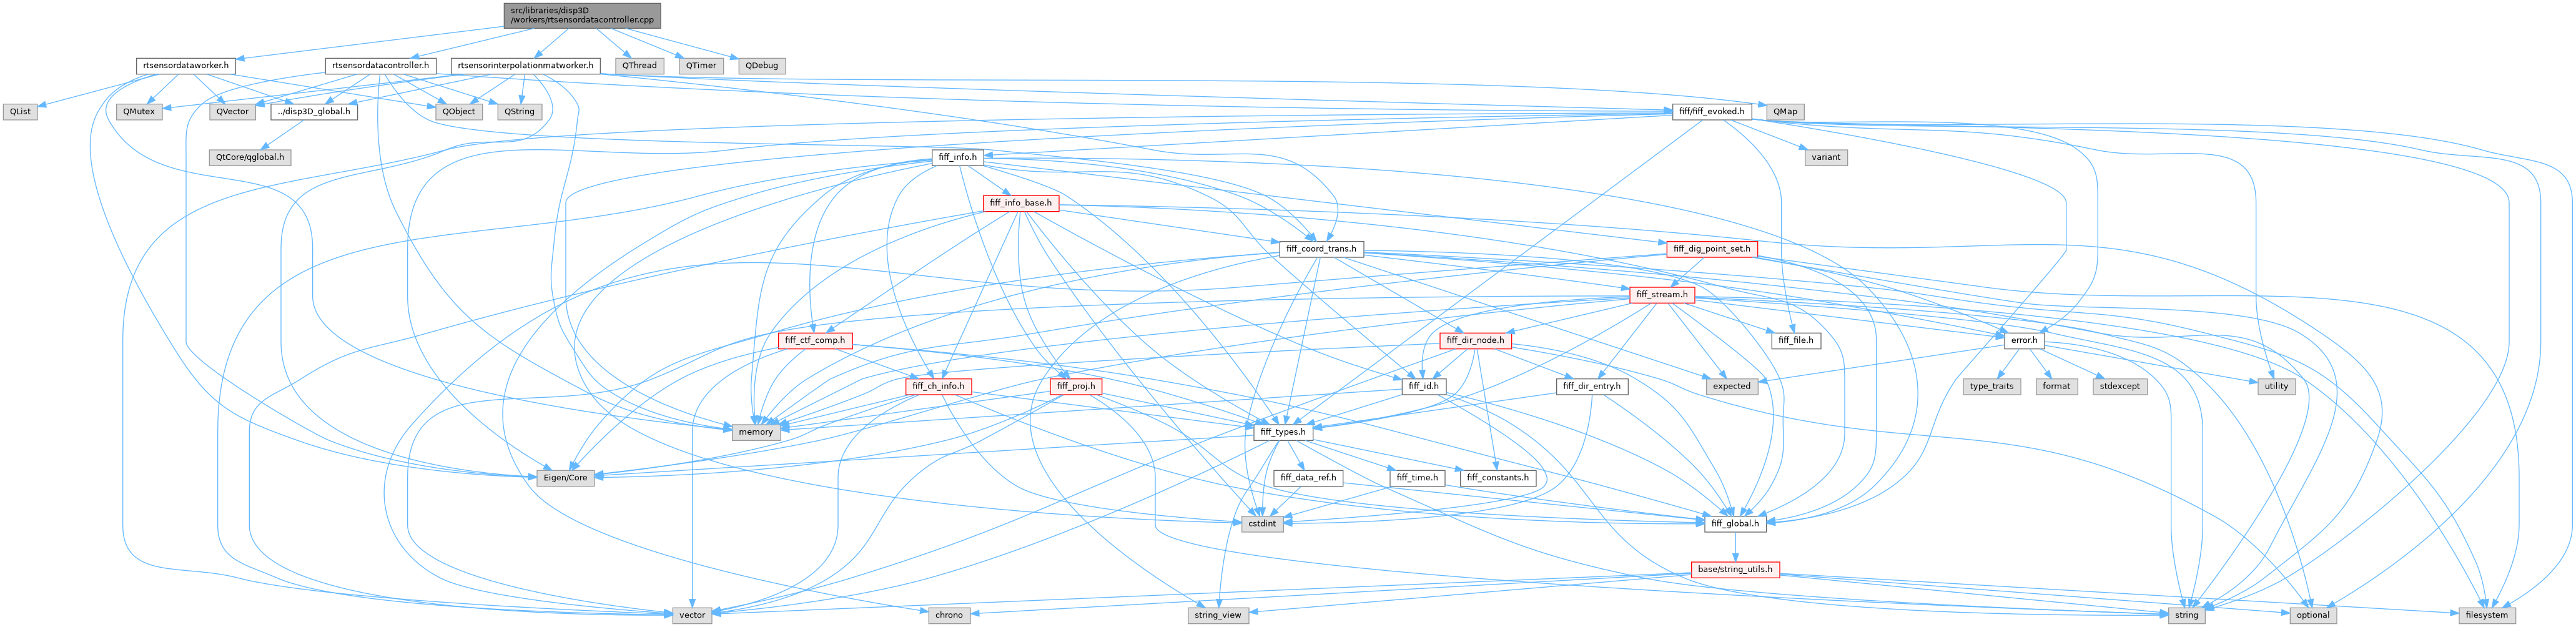 src/libraries/disp3D
/workers/rtsensordatacontroller.cpp
rtsensordataworker.h
rtsensordatacontroller.h
rtsensorinterpolationmatworker.h
QThread
QTimer
QDebug
QList
QMutex
QVector
../disp3D_global.h
QObject
QString
fiff/fiff_evoked.h
QMap
QtCore/qglobal.h
fiff_info.h
variant
fiff_info_base.h
fiff_coord_trans.h
fiff_dig_point_set.h
fiff_stream.h
fiff_ctf_comp.h
fiff_dir_node.h
fiff_file.h
error.h
fiff_ch_info.h
fiff_proj.h
fiff_id.h
fiff_dir_entry.h
expected
type_traits
format
stdexcept
utility
memory
fiff_types.h
Eigen/Core
fiff_data_ref.h
fiff_time.h
fiff_constants.h
cstdint
fiff_global.h
base/string_utils.h
vector
chrono
string_view
string
optional
filesystem